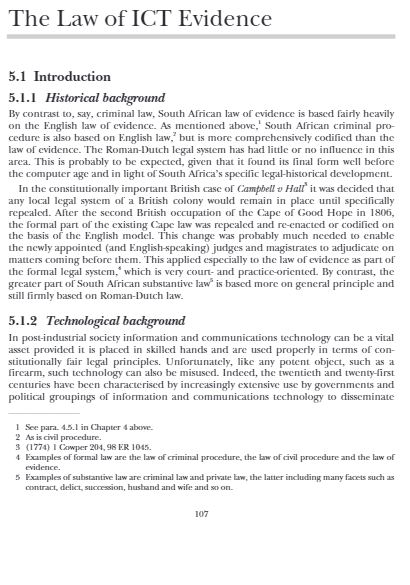 The Law of ICT Evidence
5.1 Introduction
5.1.1 Historical background
By contrast to, say, criminal law, South African law of evidence is based fairly heavily
on the English law of evidence. As mentioned above,1 South African criminal pro-
cedure is also based on English law,2 but is more comprehensively codified than the
law of evidence. The Roman-Dutch legal system has had little or no influence in this
area. This is probably to be expected, given that it found its final form well before
the computer age and in light of South Africa's specific legal-historical development.
In the constitutionally important British case of Campbell v Hall3 it was decided that
any local legal system of a British colony would remain in place until specifically
repealed. After the second British occupation of the Cape of Good Hope in 1806,
the formal part of the existing Cape law was repealed and re-enacted or codified on
the basis of the English model. This change was probably much needed to enable
the newly appointed (and English-speaking) judges and magistrates to adjudicate on
matters coming before them. This applied especially to the law of evidence as part of
the formal legal system,4 which is very court- and practice-oriented. By contrast, the
greater part of South African substantive law5 is based more on general principle and
still firmly based on Roman-Dutch law.
5.1.2 Technological background
In post-industrial society information and communications technology can be a vital
asset provided it is placed in skilled hands and are used properly in terms of con-
stitutionally fair legal principles. Unfortunately, like any potent object, such as a
firearm, such technology can also be misused. Indeed, the twentieth and twenty-first
centuries have been characterised by increasingly extensive use by governments and
political groupings of information and communications technology to disseminate
1 See para. 4.5.1 in Chapter 4 above.
2 As is civil procedure.
3 (1774) 1 Cowper 204, 98 ER 1045.
4 Examples of formal law are the law of criminal procedure, the law of civil procedure and the law of
evidence.
5 Examples of substantive law are criminal law and private law, the latter including many facets such as
contract, delict, succession, husband and wife and so on.
107